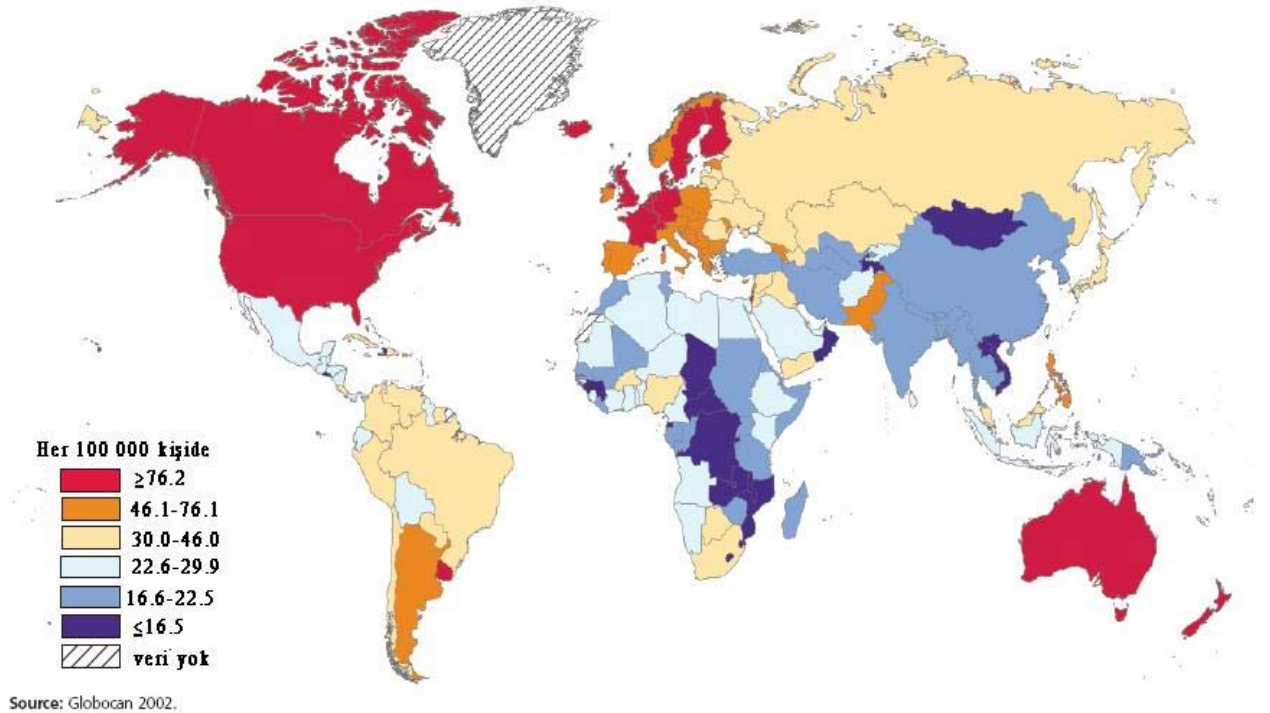 Her 100 000 kişide
≥76.2
46.1-76.1
30.0-46.0
22.6-29.9
16.6-22.5
≤16.5
veri yok
Source: Globocan 2002.